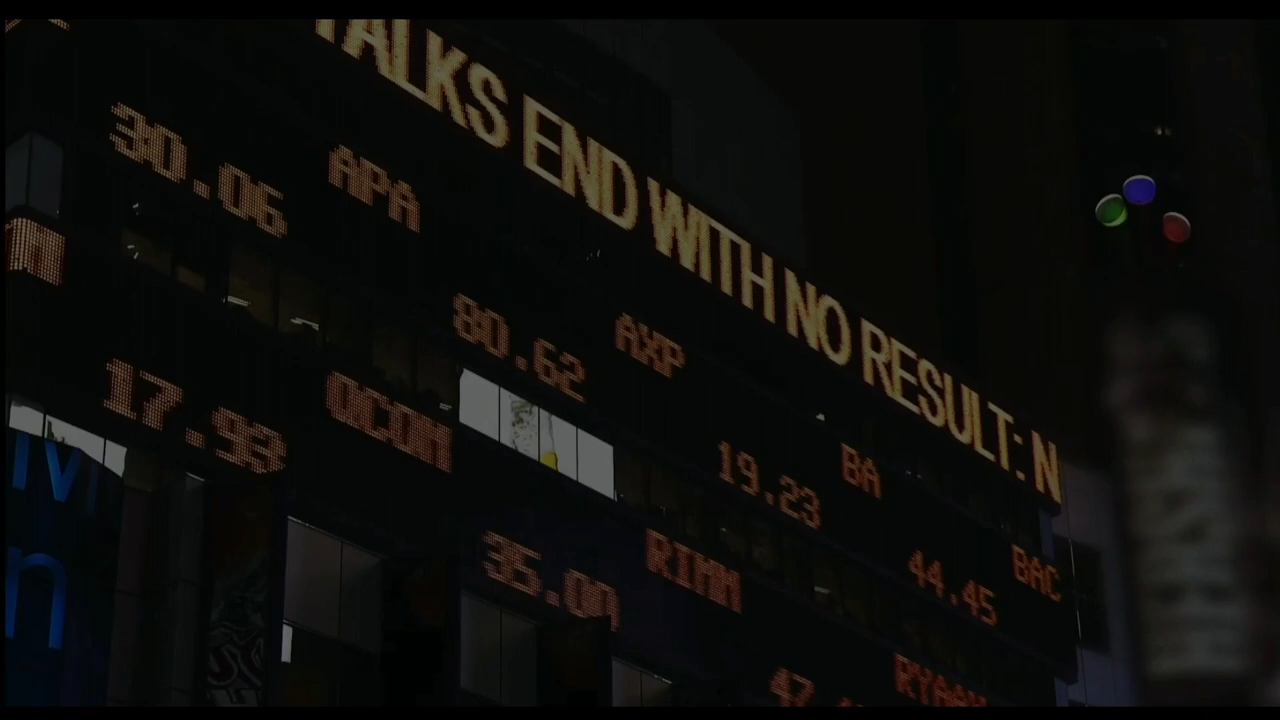 TALKS END WITH NO RESULT: N
30.06 APA
80.62 AXP
19.23 BA
44.45 BAC
17.93 QCOM
35.00 RIMM
RYAAY